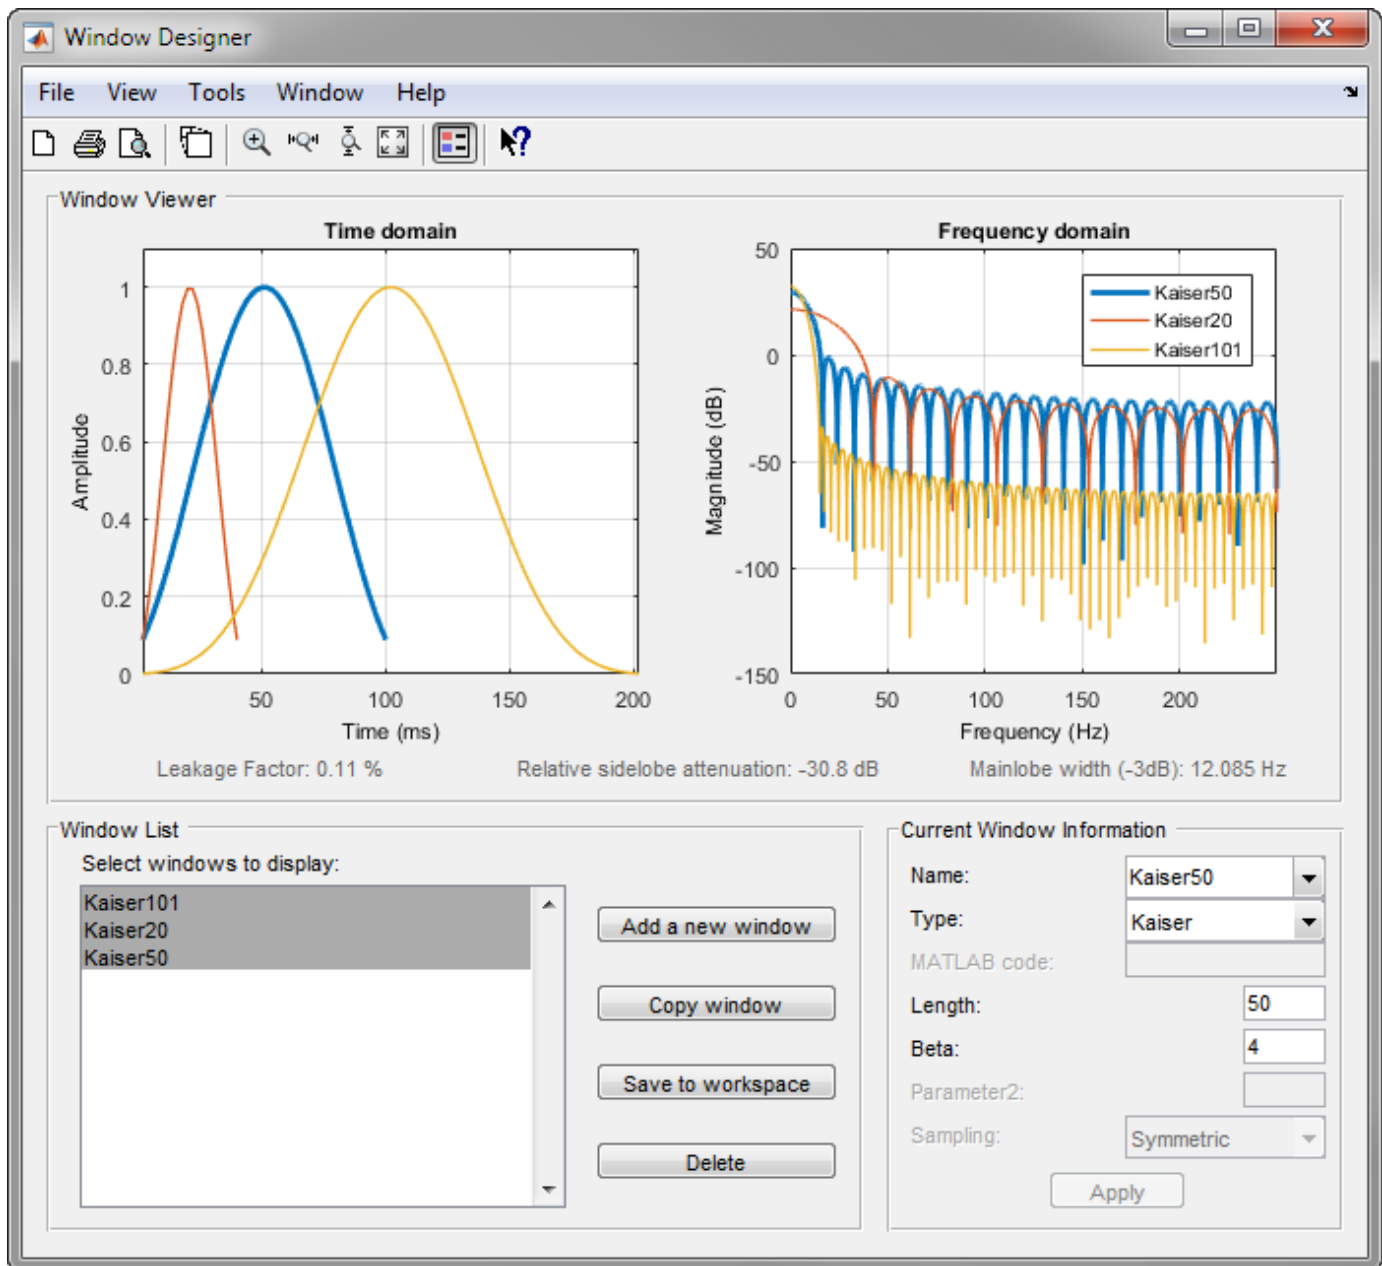 Window Designer
File View Tools Window Help
Window Viewer
Time domain
1
0.8
0.6
0.4
0.2
0
Amplitude
50 100 150 200
Time (ms)
Frequency domain
50
0
-50
-100
-150
Magnitude (dB)
Kaiser50
Kaiser20
Kaiser101
0 50 100 150 200
Frequency (Hz)
Leakage Factor: 0.11 % Relative sidelobe attenuation: -30.8 dB Mainlobe width (-3dB): 12.085 Hz
Window List
Select windows to display:
Kaiser101
Kaiser20
Kaiser50
Add a new window
Copy window
Save to workspace
Delete
Current Window Information
Name: Kaiser50
Type: Kaiser
MATLAB code:
Length: 50
Beta: 4
Parameter2:
Sampling: Symmetric
Apply